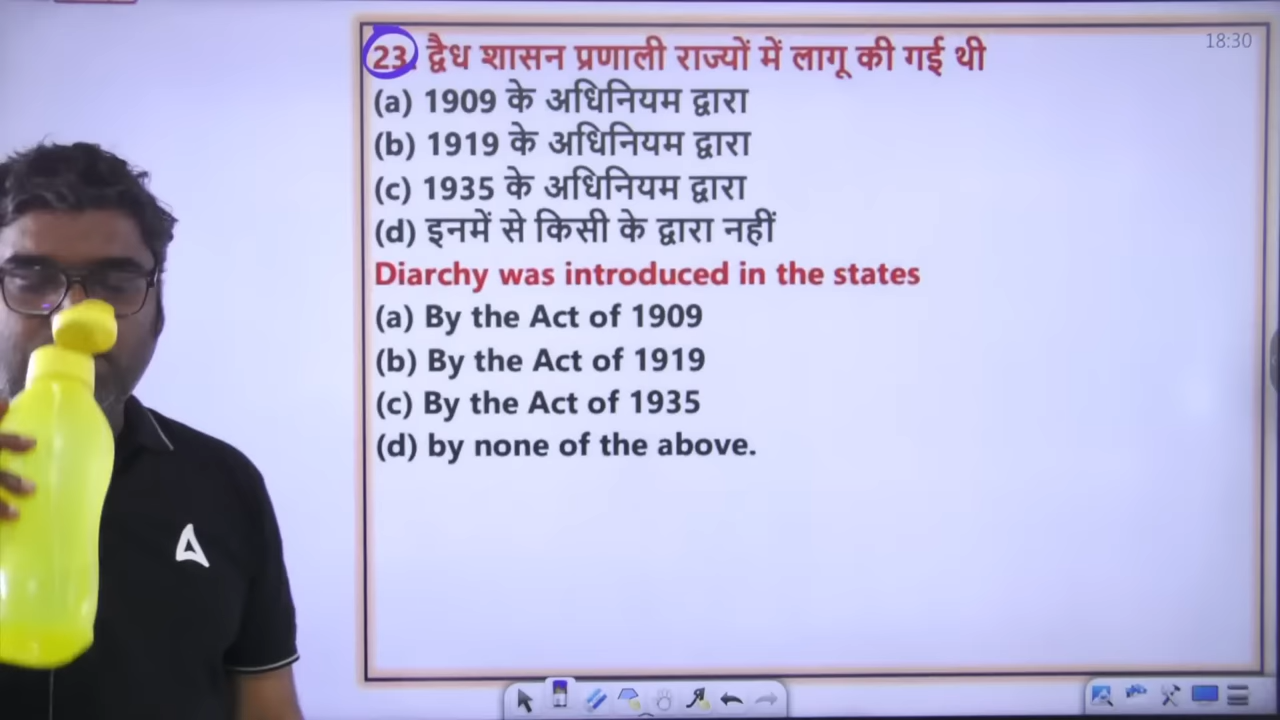 18:30
23. द्वैध शासन प्रणाली राज्यों में लागू की गई थी
(a) 1909 के अधिनियम द्वारा
(b) 1919 के अधिनियम द्वारा
(c) 1935 के अधिनियम द्वारा
(d) इनमें से किसी के द्वारा नहीं
Diarchy was introduced in the states
(a) By the Act of 1909
(b) By the Act of 1919
(c) By the Act of 1935
(d) by none of the above.